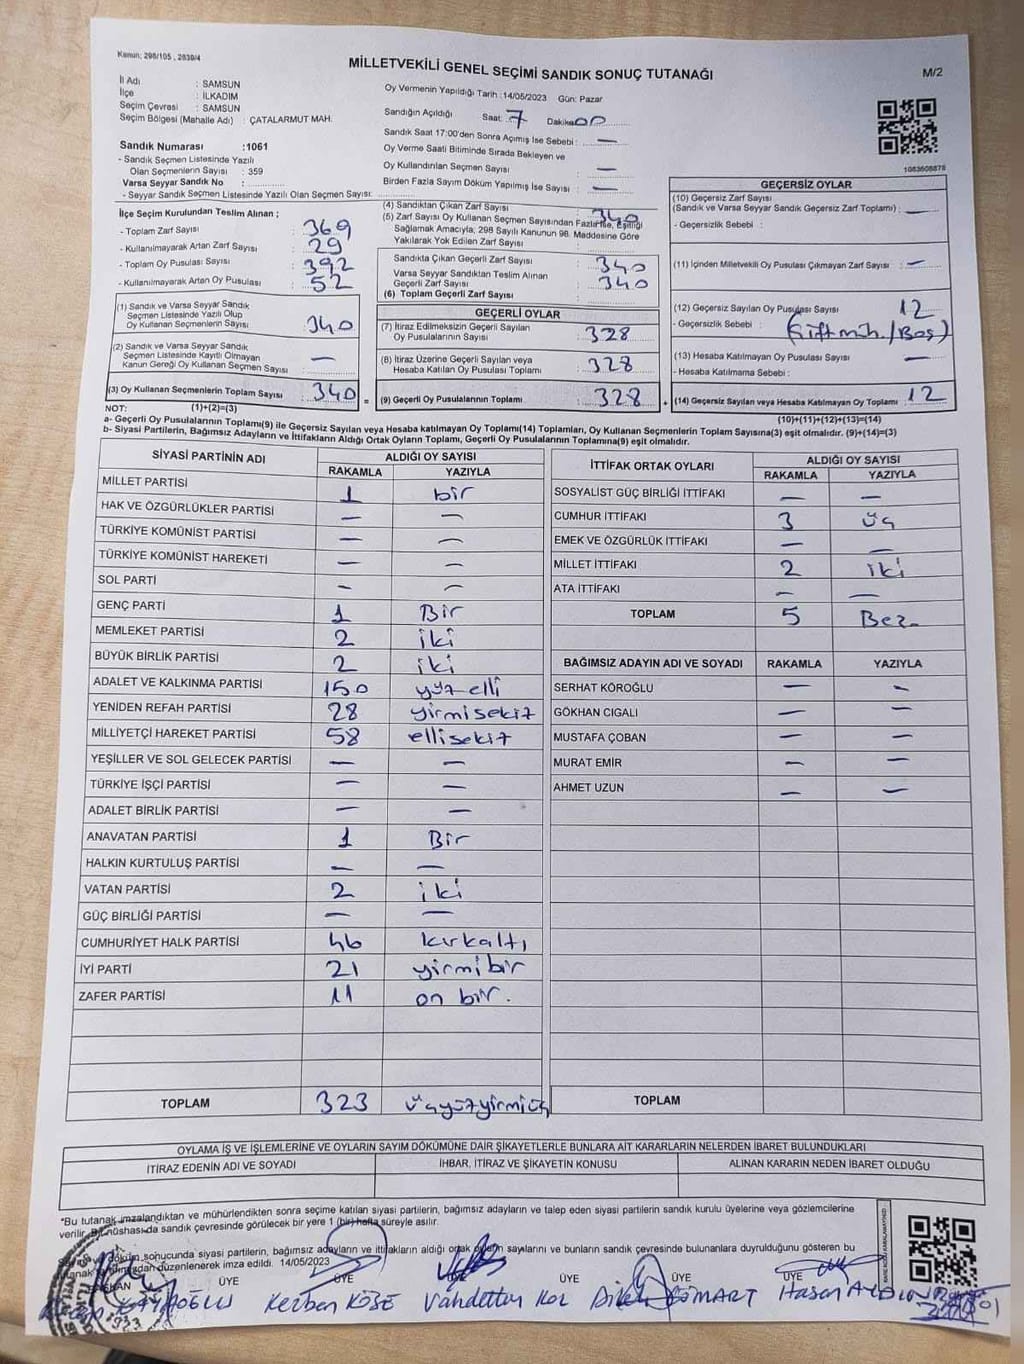 Kanun: 298/105 , 2839/4
MİLLETVEKİLİ GENEL SEÇİMİ SANDIK SONUÇ TUTANAĞI
M/2
İl Adı : SAMSUN
İlçe : İLKADIM
Seçim Çevresi : SAMSUN
Seçim Bölgesi (Mahalle Adı) : ÇATALARMUT MAH.
Sandık Numarası :1061
- Sandık Seçmen Listesinde Yazılı
Olan Seçmenlerin Sayısı : 359
Varsa Seyyar Sandık No :
- Seyyar Sandık Seçmen Listesinde Yazılı Olan Seçmen Sayısı:
Oy Vermenin Yapıldığı Tarih :14/05/2023 Gün: Pazar
Sandığın Açıldığı Saat: 7 Dakika 00
Sandık Saat 17:00'den Sonra Açmış İse Sebebi : —
Oy Verme Saati Bitiminde Sırada Bekleyen ve
Oy Kullandırılan Seçmen Sayısı : —
Birden Fazla Sayım Döküm Yapılmış İse Sayısı : —
1083608878
İlçe Seçim Kurulundan Teslim Alınan ;
- Toplam Zarf Sayısı : 369
- Kullanılmayarak Artan Zarf Sayısı : 29
- Toplam Oy Pusulası Sayısı : 392
- Kullanılmayarak Artan Oy Pusulası : 52
(1) Sandık ve Varsa Seyyar Sandık
Seçmen Listesinde Yazılı Olup
Oy Kullanan Seçmenlerin Sayısı : 340
(2) Sandık ve Varsa Seyyar Sandık
Seçmen Listesinde Kayıtlı Olmayan
Kanun Gereği Oy Kullanan Seçmen Sayısı : —
(3) Oy Kullanan Seçmenlerin Toplam Sayısı : 340 =
(4) Sandıktan Çıkan Zarf Sayısı : 340
(5) Zarf Sayısı Oy Kullanan Seçmen Sayısından Fazla İse, Eşitliği
Sağlamak Amacıyla, 298 Sayılı Kanunun 98. Maddesine Göre
Yakılarak Yok Edilen Zarf Sayısı :
Sandıkta Çıkan Geçerli Zarf Sayısı : 340
Varsa Seyyar Sandıktan Teslim Alınan
Geçerli Zarf Sayısı : 340
(6) Toplam Geçerli Zarf Sayısı :
GEÇERLİ OYLAR
(7) İtiraz Edilmeksizin Geçerli Sayılan
Oy Pusulalarının Sayısı : 328
(8) İtiraz Üzerine Geçerli Sayılan veya
Hesaba Katılan Oy Pusulası Toplamı : 328
(9) Geçerli Oy Pusulalarının Toplamı : 328 +
GEÇERSİZ OYLAR
(10) Geçersiz Zarf Sayısı
(Sandık ve Varsa Seyyar Sandık Geçersiz Zarf Toplamı) : —
- Geçersizlik Sebebi :
(11) İçinden Milletvekili Oy Pusulası Çıkmayan Zarf Sayısı : —
(12) Geçersiz Sayılan Oy Pusulası Sayısı : 12
- Geçersizlik Sebebi : (Çift müh./Boş)
(13) Hesaba Katılmayan Oy Pusulası Sayısı : —
- Hesaba Katılmama Sebebi :
(14) Geçersiz Sayılan veya Hesaba Katılmayan Oy Toplamı : 12
NOT: (1)+(2)=(3) (10)+(11)+(12)+(13)=(14)
a- Geçerli Oy Pusulalarının Toplamı(9) ile Geçersiz Sayılan veya Hesaba katılmayan Oy Toplamı(14) Toplamları, Oy Kullanan Seçmenlerin Toplam Sayısına(3) eşit olmalıdır. (9)+(14)=(3)
b- Siyasi Partilerin, Bağımsız Adayların ve İttifakların Aldığı Ortak Oyların Toplamı, Geçerli Oy Pusulalarının Toplamına(9) eşit olmalıdır.
SİYASİ PARTİNİN ADI ALDIĞI OY SAYISI
RAKAMLA YAZIYLA
MİLLET PARTİSİ 1 bir
HAK VE ÖZGÜRLÜKLER PARTİSİ — —
TÜRKİYE KOMÜNİST PARTİSİ — —
TÜRKİYE KOMÜNİST HAREKETİ — —
SOL PARTİ — —
GENÇ PARTİ 1 Bir
MEMLEKET PARTİSİ 2 iki
BÜYÜK BİRLİK PARTİSİ 2 iki
ADALET VE KALKINMA PARTİSİ 150 yüz elli
YENİDEN REFAH PARTİSİ 28 yirmisekiz
MİLLİYETÇİ HAREKET PARTİSİ 58 ellisekiz
YEŞİLLER VE SOL GELECEK PARTİSİ — —
TÜRKİYE İŞÇİ PARTİSİ — —
ADALET BİRLİK PARTİSİ — —
ANAVATAN PARTİSİ 1 Bir
HALKIN KURTULUŞ PARTİSİ — —
VATAN PARTİSİ 2 iki
GÜÇ BİRLİĞİ PARTİSİ — —
CUMHURİYET HALK PARTİSİ 46 kırkaltı
İYİ PARTİ 21 yirmibir
ZAFER PARTİSİ 11 on bir.
TOPLAM 323 üçyüzyirmiüç
İTTİFAK ORTAK OYLARI ALDIĞI OY SAYISI
RAKAMLA YAZIYLA
SOSYALİST GÜÇ BİRLİĞİ İTTİFAKI — —
CUMHUR İTTİFAKI 3 üç
EMEK VE ÖZGÜRLÜK İTTİFAKI — —
MİLLET İTTİFAKI 2 iki
ATA İTTİFAKI — —
TOPLAM 5 Beş
BAĞIMSIZ ADAYIN ADI VE SOYADI RAKAMLA YAZIYLA
SERHAT KÖROĞLU — —
GÖKHAN CIGALI — —
MUSTAFA ÇOBAN — —
MURAT EMİR — —
AHMET UZUN — —
TOPLAM
OYLAMA İŞ VE İŞLEMLERİNE VE OYLARIN SAYIM DÖKÜMÜNE DAİR ŞİKAYETLERLE BUNLARA AİT KARARLARIN NELERDEN İBARET BULUNDUKLARI
İTİRAZ EDENİN ADI VE SOYADI İHBAR, İTİRAZ VE ŞİKAYETİN KONUSU ALINAN KARARIN NEDEN İBARET OLDUĞU
*Bu tutanak imzalandıktan ve mühürlendikten sonra seçime katılan siyasi partilerin, bağımsız adayların ve talep eden siyasi partilerin sandık kurulu üyelerine veya gözlemcilerine
verilir. Bir nüshası da sandık çevresinde görülecek bir yere 1 (bir) hafta süreyle asılır.
Sayım döküm sonucunda siyasi partilerin, bağımsız adayların ve ittifakların aldığı ortak oyların sayılarını ve bunların sandık çevresinde bulunanlara duyrulduğunu gösteren bu
tutanak tarafımızdan düzenlenerek imza edildi. 14/05/2023
BAŞKAN ÜYE ÜYE ÜYE ÜYE ÜYE
Kerban KÖSE Vahdettin KOL Dilek CÖMART Hasan